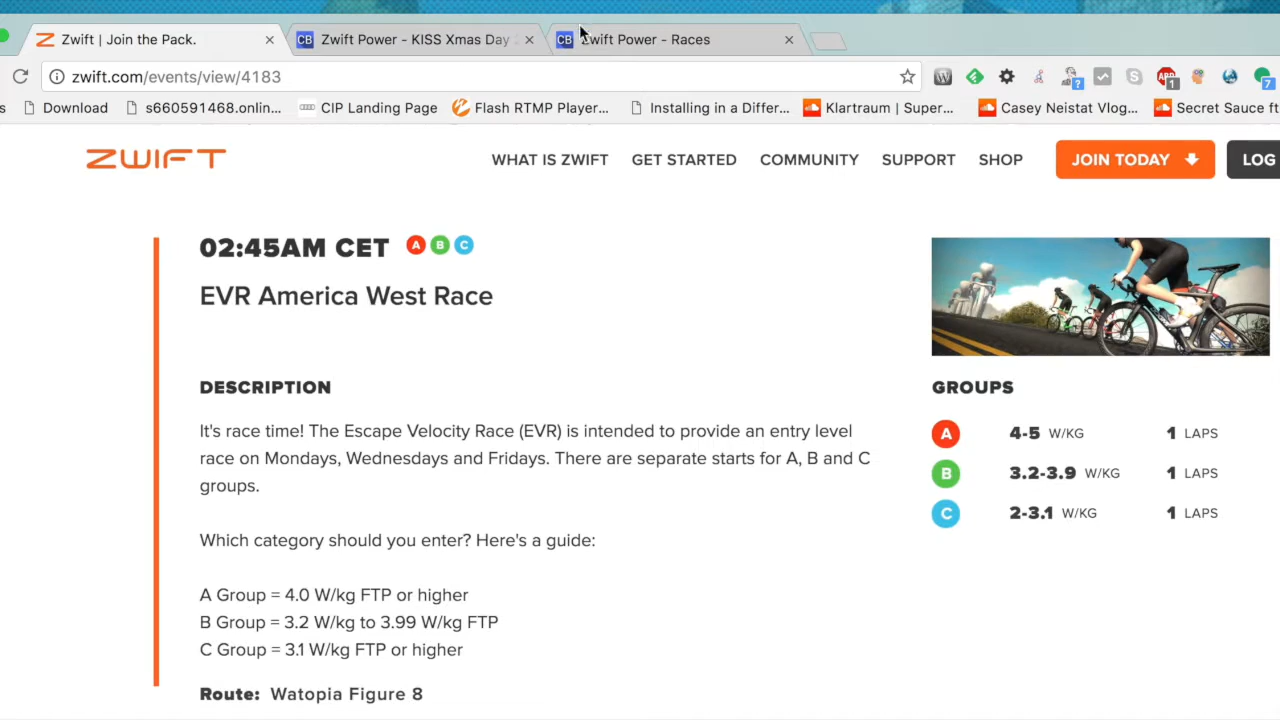 Zwift | Join the Pack.
Zwift Power - KISS Xmas Day
Zwift Power - Races
zwift.com/events/view/4183
s
Download
s660591468.onlin...
CIP Landing Page
Flash RTMP Player...
Installing in a Differ...
Klartraum | Super...
Casey Neistat Vlog...
Secret Sauce ft
ZWIFT
WHAT IS ZWIFT
GET STARTED
COMMUNITY
SUPPORT
SHOP
JOIN TODAY
LOG
02:45AM CET A B C
EVR America West Race
DESCRIPTION
It's race time! The Escape Velocity Race (EVR) is intended to provide an entry level
race on Mondays, Wednesdays and Fridays. There are separate starts for A, B and C
groups.
Which category should you enter? Here's a guide:
A Group = 4.0 W/kg FTP or higher
B Group = 3.2 W/kg to 3.99 W/kg FTP
C Group = 3.1 W/kg FTP or higher
Route: Watopia Figure 8
GROUPS
A 4-5 W/KG 1 LAPS
B 3.2-3.9 W/KG 1 LAPS
C 2-3.1 W/KG 1 LAPS